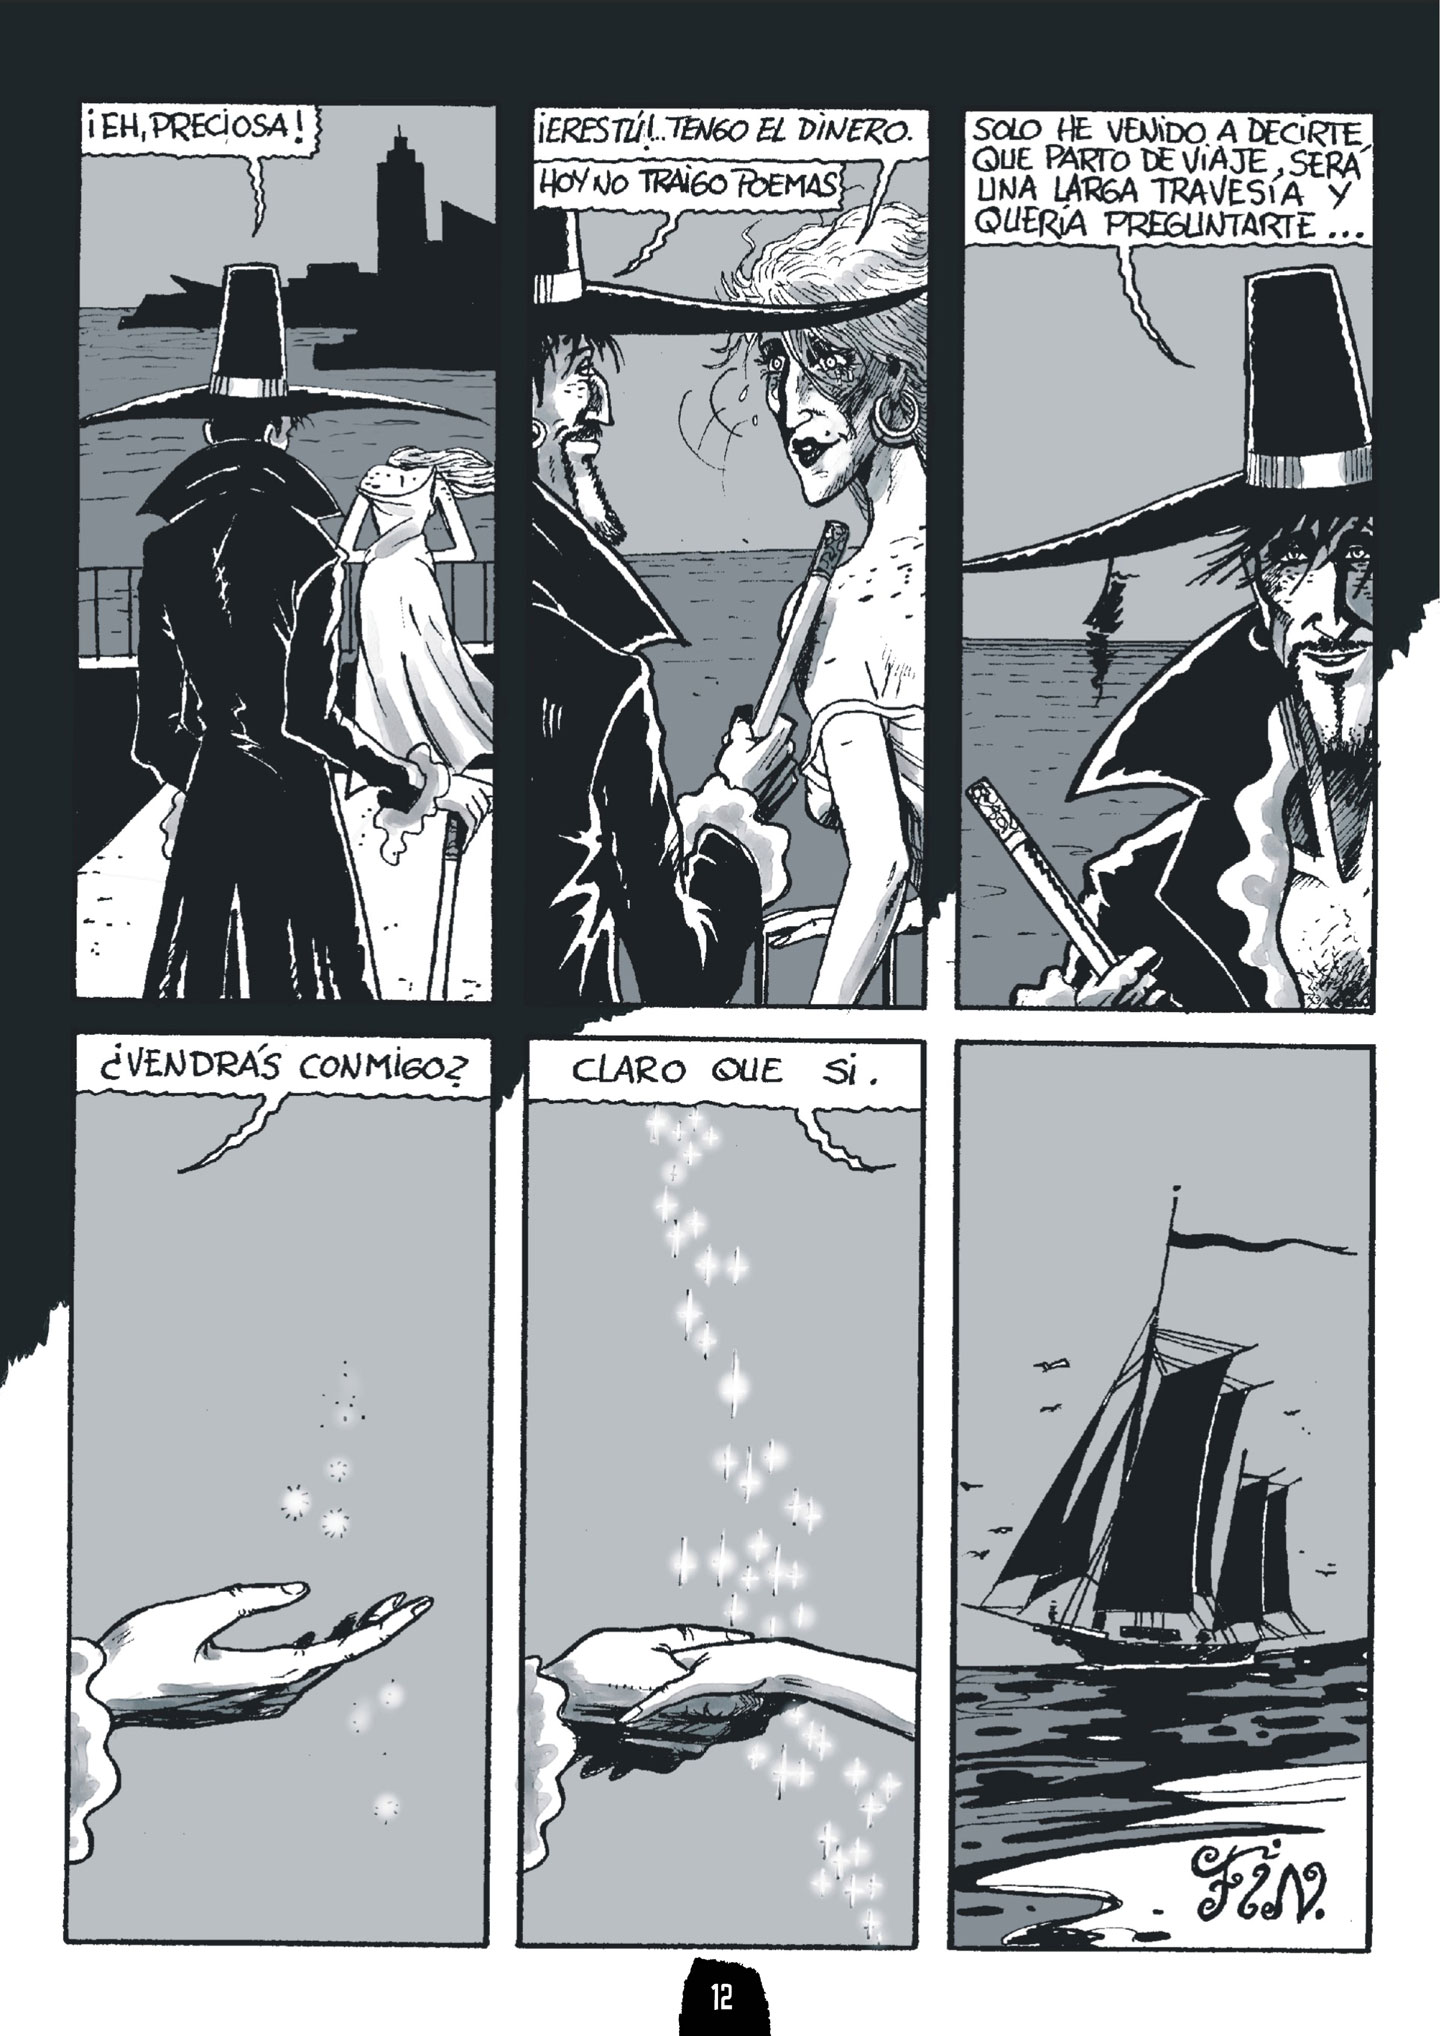 ¡EH, PRECIOSA!
¡ERES TÚ!.. TENGO EL DINERO.
HOY NO TRAIGO POEMAS
SOLO HE VENIDO A DECIRTE
QUE PARTO DE VIAJE, SERÁ
UNA LARGA TRAVESÍA Y
QUERÍA PREGUNTARTE...
¿VENDRÁS CONMIGO?
CLARO QUE SI.
FIN.
12